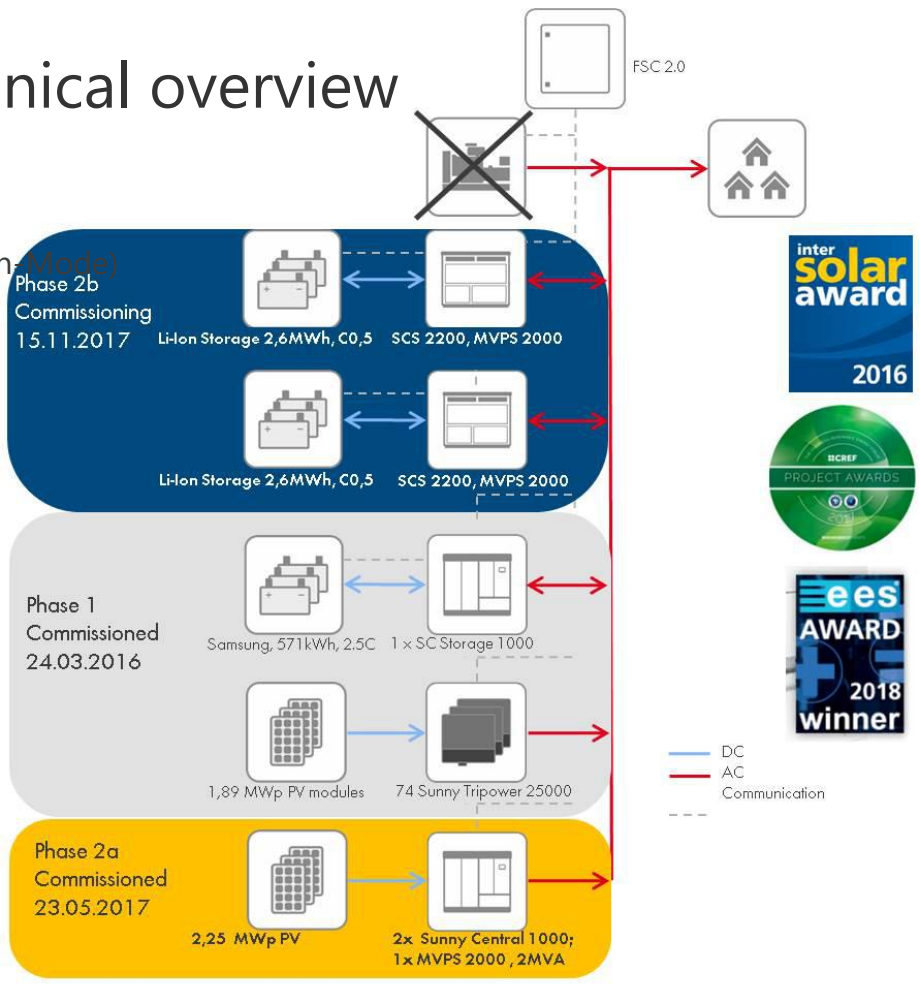 nical overview
FSC 2.0
n-Mode)
Phase 2b
Commissioning
15.11.2017
Li-Ion Storage 2,6MWh, C0,5
SCS 2200, MVPS 2000
Li-Ion Storage 2,6MWh, C0,5
SCS 2200, MVPS 2000
Phase 1
Commissioned
24.03.2016
Samsung, 571kWh, 2.5C
1 x SC Storage 1000
1,89 MWp PV modules
74 Sunny Tripower 25000
Phase 2a
Commissioned
23.05.2017
2,25 MWp PV
2x Sunny Central 1000;
1x MVPS 2000 , 2MVA
inter
solar
award
2016
CREF
PROJECT AWARDS
ees
AWARD
2018
winner
DC
AC
Communication